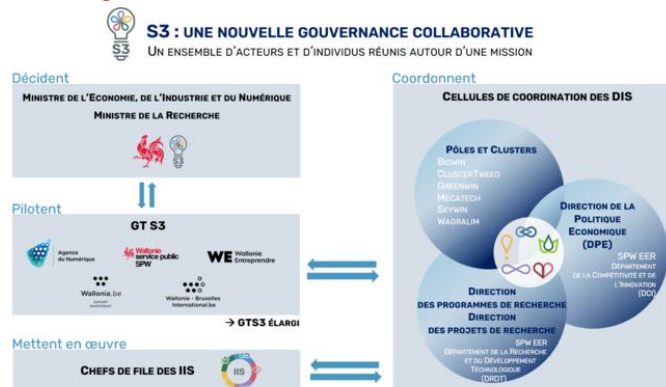 S3 : UNE NOUVELLE GOUVERNANCE COLLABORATIVE
UN ENSEMBLE D'ACTEURS ET D'INDIVIDUS RÉUNIS AUTOUR D'UNE MISSION
S3
Décident
MINISTRE DE L'ECONOMIE, DE L'INDUSTRIE ET DU NUMÉRIQUE
MINISTRE DE LA RECHERCHE
S3
Pilotent
GT S3
Agence
du Numérique
Wallonie
service public
SPW
WE Wallonie
Entreprendre
Wallonia.be
EXPORT
INVESTMENT
Wallonie - Bruxelles
International.be
→ GTS3 ÉLARGI
Mettent en œuvre
CHEFS DE FILE DES IIS
IIS
Coordonnent
CELLULES DE COORDINATION DES DIS
PÔLES ET CLUSTERS
BIOWIN
CLUSTERTWEED
GREENWIN
MECATECH
SKYWIN
WAGRALIM
DIRECTION DE LA
POLITIQUE
ECONOMIQUE
(DPE)
SPW EER
DÉPARTEMENT
DE LA COMPÉTITIVITÉ ET DE
L'INNOVATION
(DCI)
DIRECTION
DES PROGRAMMES DE RECHERCHE
DIRECTION
DES PROJETS DE RECHERCHE
SPW EER
DÉPARTEMENT DE LA RECHERCHE
ET DU DÉVELOPPEMENT
TECHNOLOGIQUE
(DRDT)